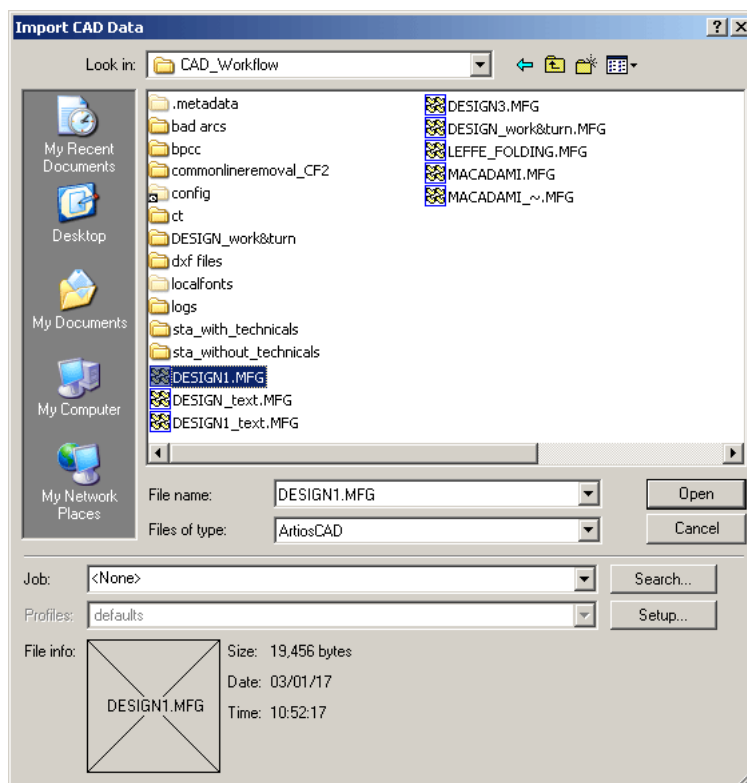 Import CAD Data
Look in: CAD_Workflow
My Recent
Documents
Desktop
My Documents
My Computer
My Network
Places
.metadata
bad arcs
bpcc
commonlineremoval_CF2
config
ct
DESIGN_work&turn
dxf files
localfonts
logs
sta_with_technicals
sta_without_technicals
DESIGN1.MFG
DESIGN_text.MFG
DESIGN1_text.MFG
DESIGN3.MFG
DESIGN_work&turn.MFG
LEFFE_FOLDING.MFG
MACADAMI.MFG
MACADAMI_~.MFG
File name: DESIGN1.MFG Open
Files of type: ArtiosCAD Cancel
Job: <None> Search...
Profiles: defaults Setup...
File info: DESIGN1.MFG
Size: 19,456 bytes
Date: 03/01/17
Time: 10:52:17